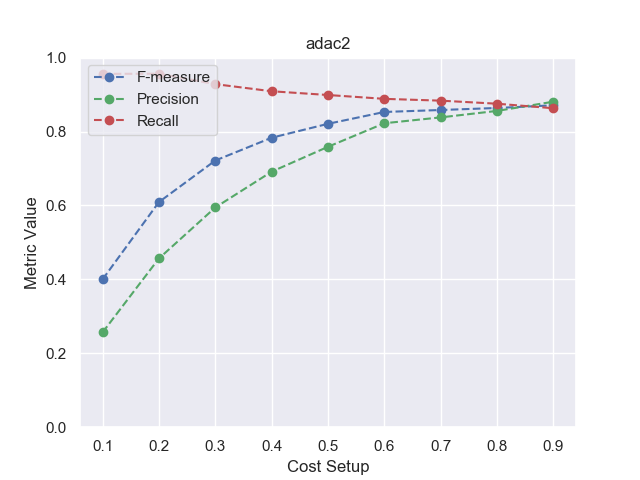 adac2
1.0
0.8
0.6
0.4
0.2
0.0
Metric Value
F-measure
Precision
Recall
0.1 0.2 0.3 0.4 0.5 0.6 0.7 0.8 0.9
Cost Setup